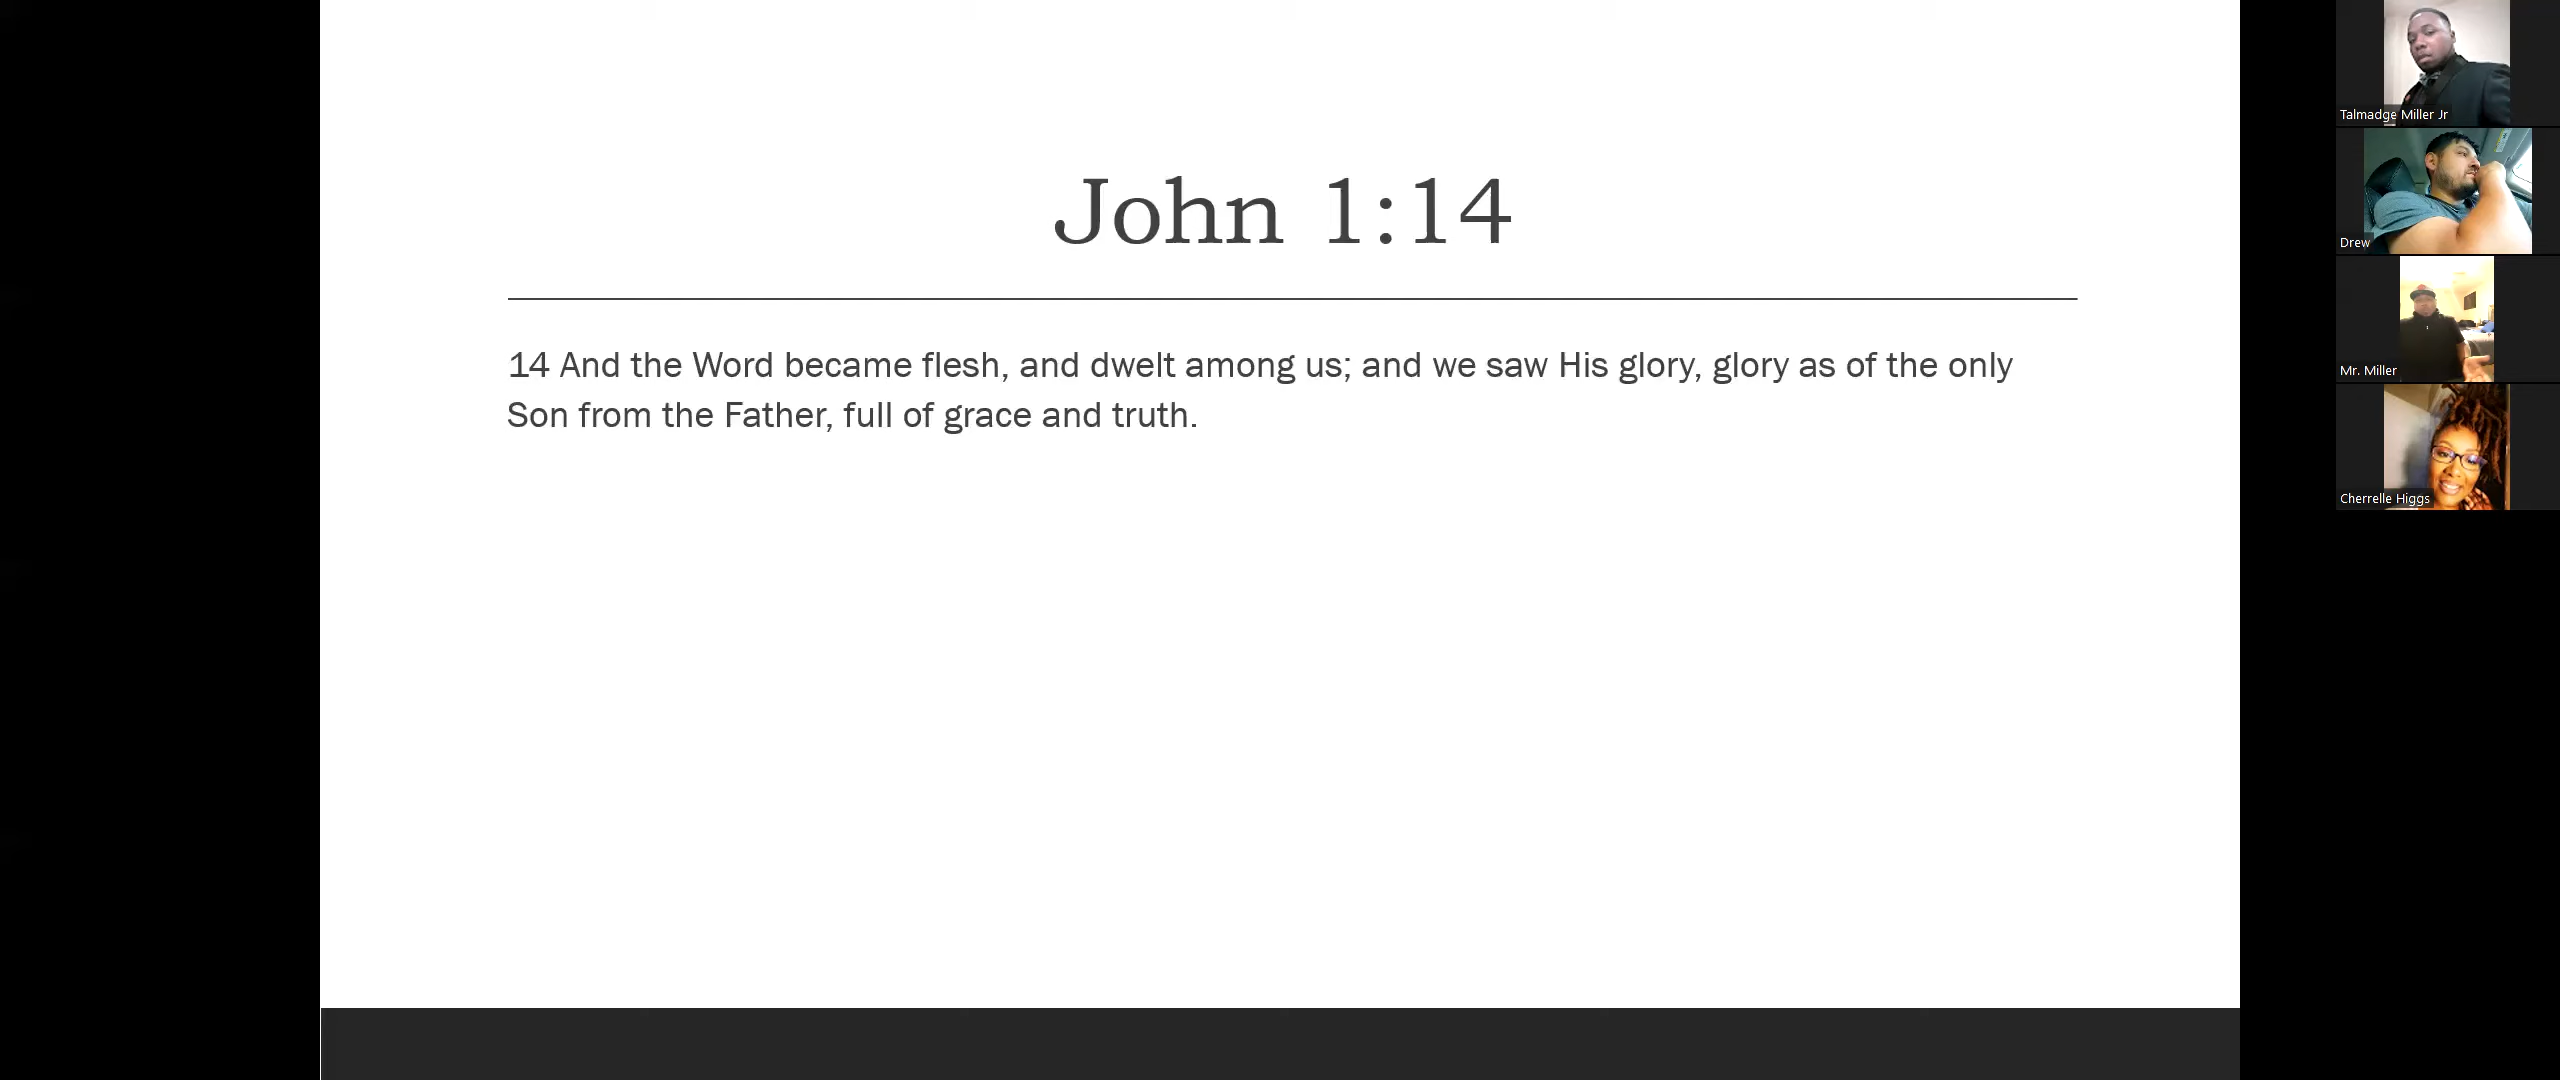 John 1:14
14 And the Word became flesh, and dwelt among us; and we saw His glory, glory as of the only
Son from the Father, full of grace and truth.
Talmadge Miller Jr
Drew
Mr. Miller
Cherrelle Higgs